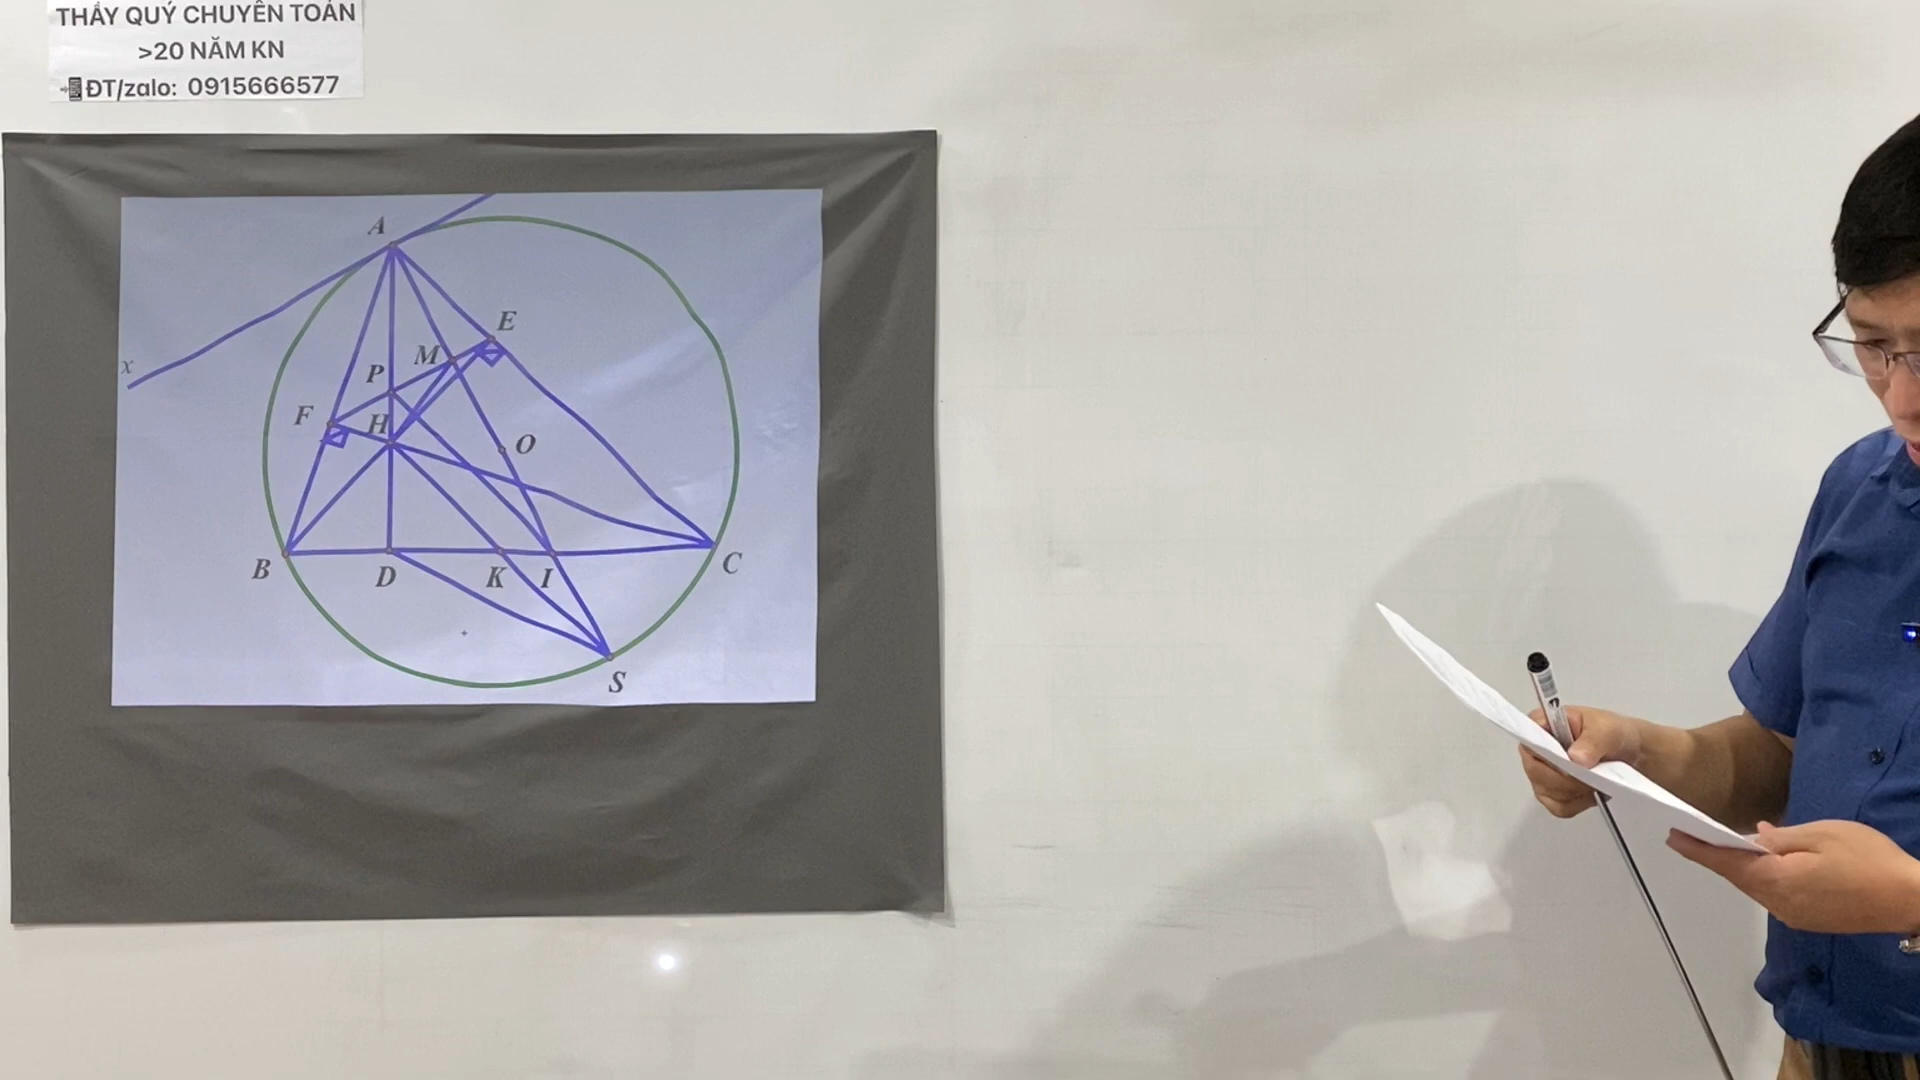 THẦY QUÝ CHUYÊN TOÁN
>20 NĂM KN
ĐT/zalo: 0915666577
A
x
E
M
P
F
H
O
B
D
K
I
C
S